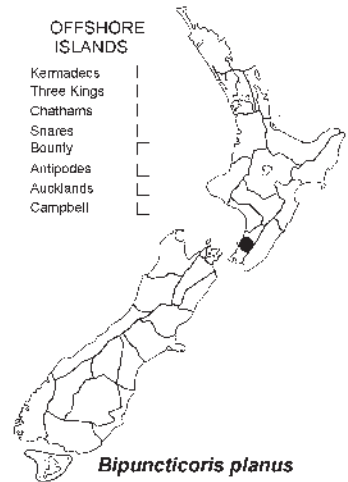 OFFSHORE
ISLANDS
Kermadecs
Three Kings
Chathams
Snares
Bounty
Antipodes
Aucklands
Campbell
Bipuncticoris planus